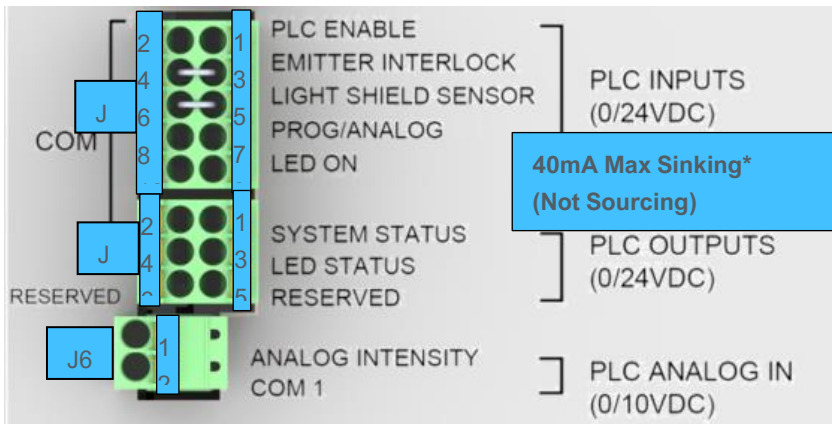 2 1 PLC ENABLE
4 3 EMITTER INTERLOCK
J LIGHT SHIELD SENSOR
6 5 PROG/ANALOG
COM
8 7 LED ON
PLC INPUTS
(0/24VDC)
40mA Max Sinking*
(Not Sourcing)
2 1 SYSTEM STATUS
J 4 3 LED STATUS
RESERVED 5 RESERVED
PLC OUTPUTS
(0/24VDC)
J6 1 ANALOG INTENSITY
COM 1
PLC ANALOG IN
(0/10VDC)